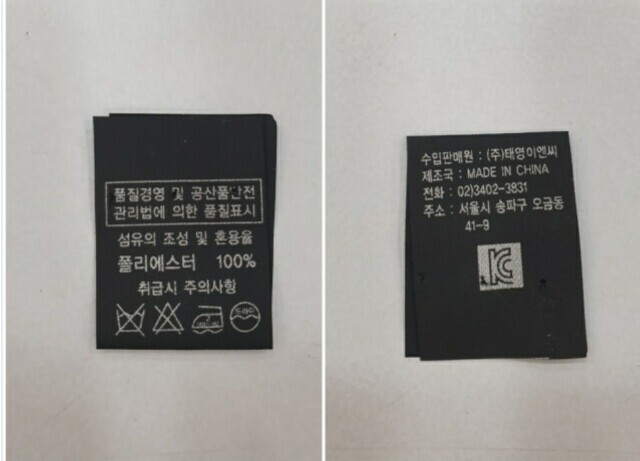 품질경영 및 공산품안전
관리법에 의한 품질표시
섬유의 조성 및 혼용율
폴리에스터 100%
취급시 주의사항
드라이
수입판매원 : (주)태영이엔씨
제조국 : MADE IN CHINA
전화 : 02)3402-3831
주소 : 서울시 송파구 오금동
41-9
KC